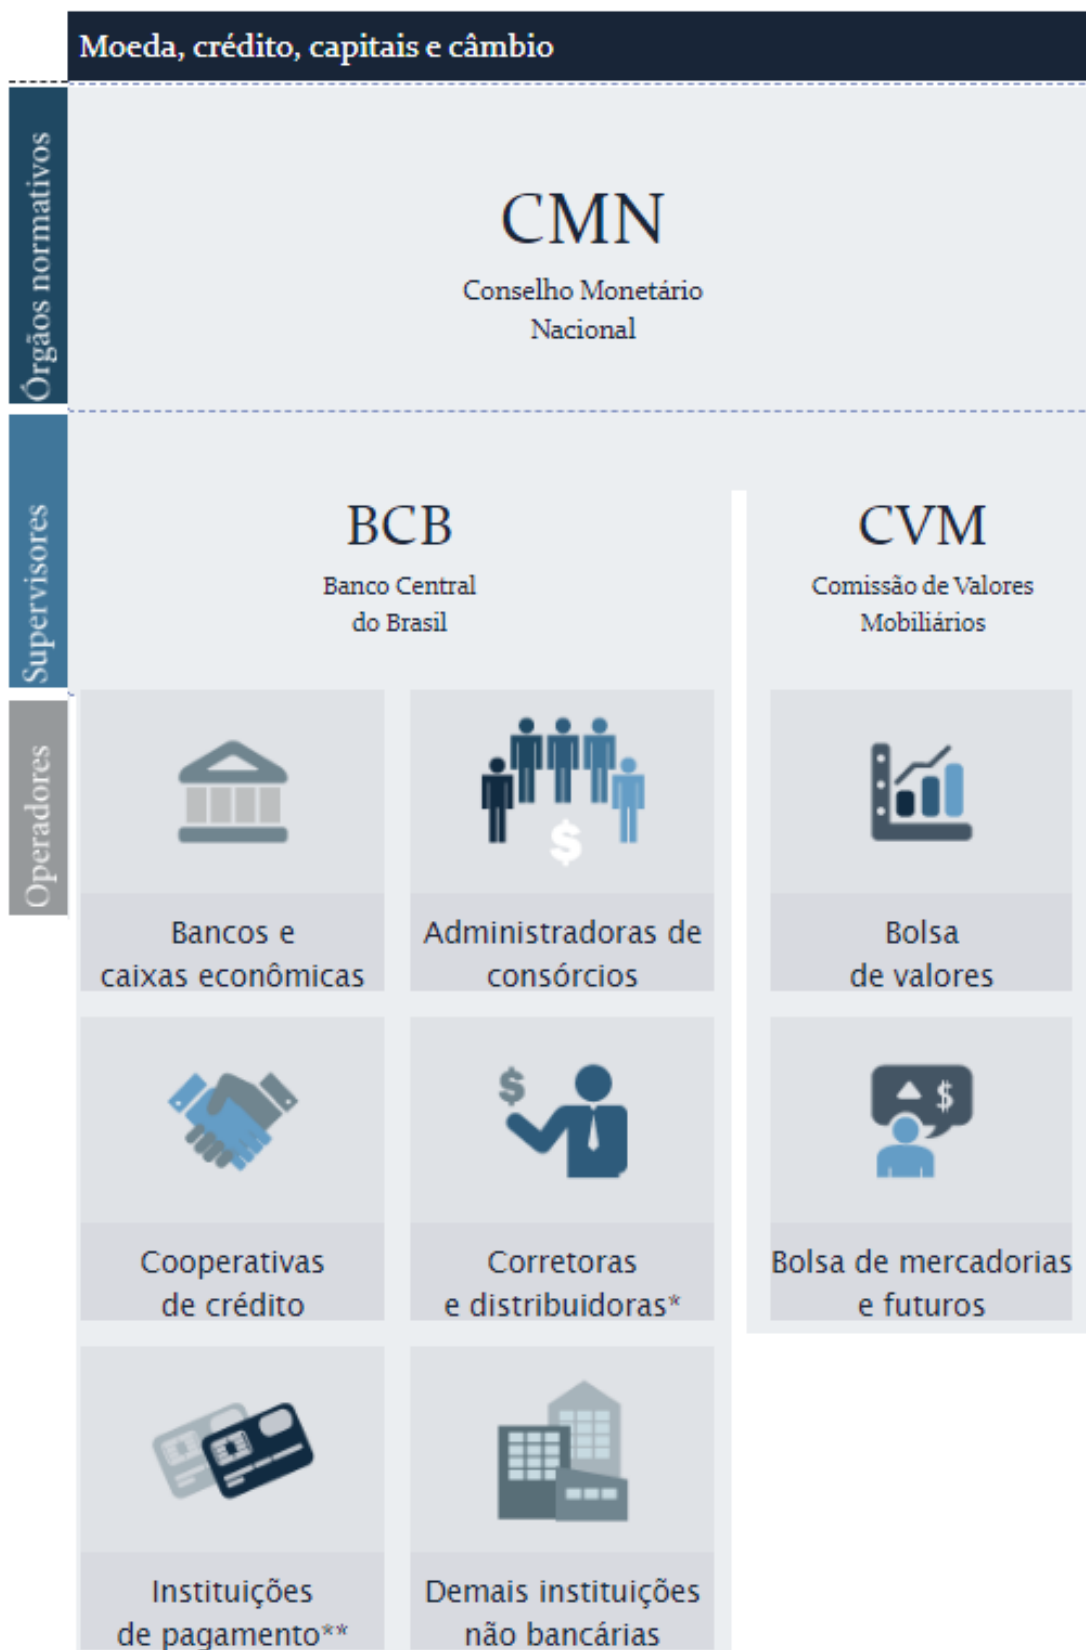 Moeda, crédito, capitais e câmbio
Órgãos normativos
CMN
Conselho Monetário
Nacional
Supervisores
BCB
Banco Central
do Brasil
CVM
Comissão de Valores
Mobiliários
Operadores
$
Bancos e
caixas econômicas
Administradoras de
consórcios
Bolsa
de valores
$
$
Cooperativas
de crédito
Corretoras
e distribuidoras*
Bolsa de mercadorias
e futuros
Instituições
de pagamento**
Demais instituições
não bancárias